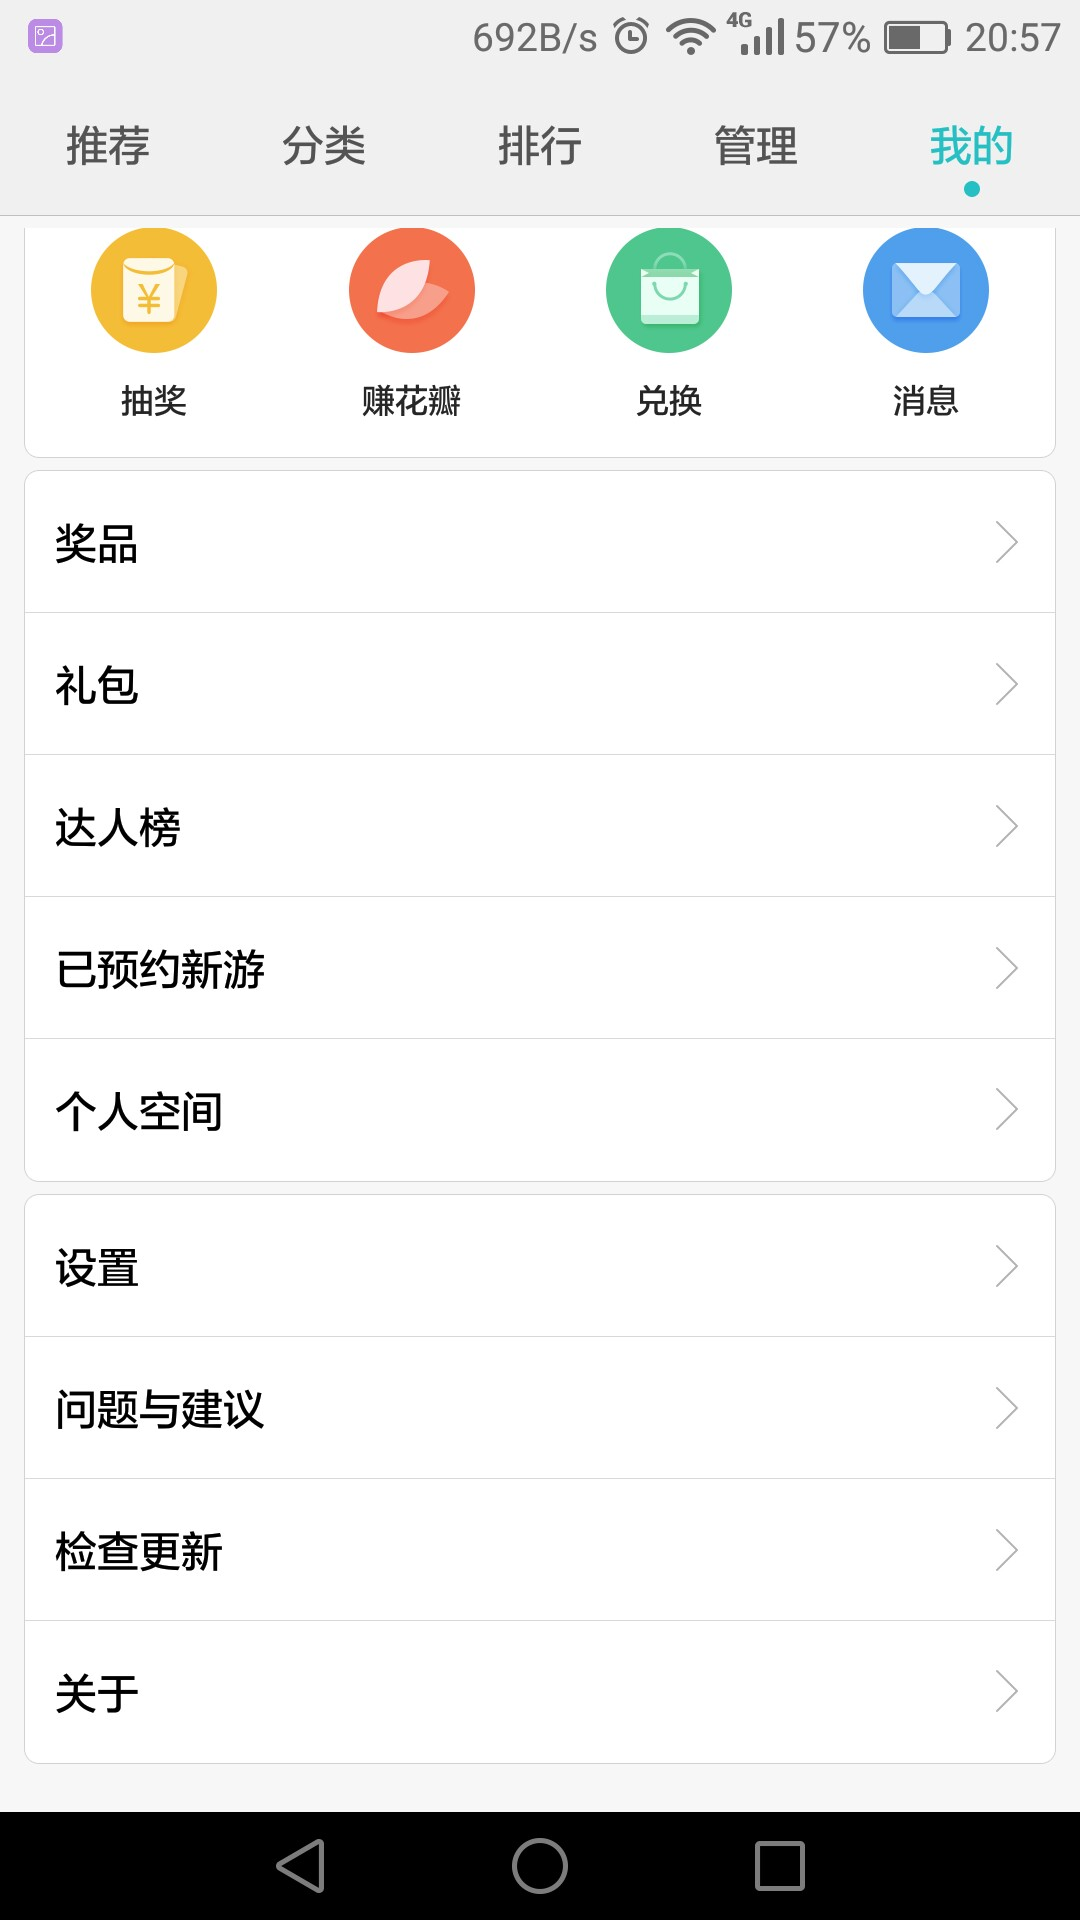 692B/s 4G 57% 20:57
推荐 分类 排行 管理 我的
¥
抽奖 赚花瓣 兑换 消息
奖品
礼包
达人榜
已预约新游
个人空间
设置
问题与建议
检查更新
关于